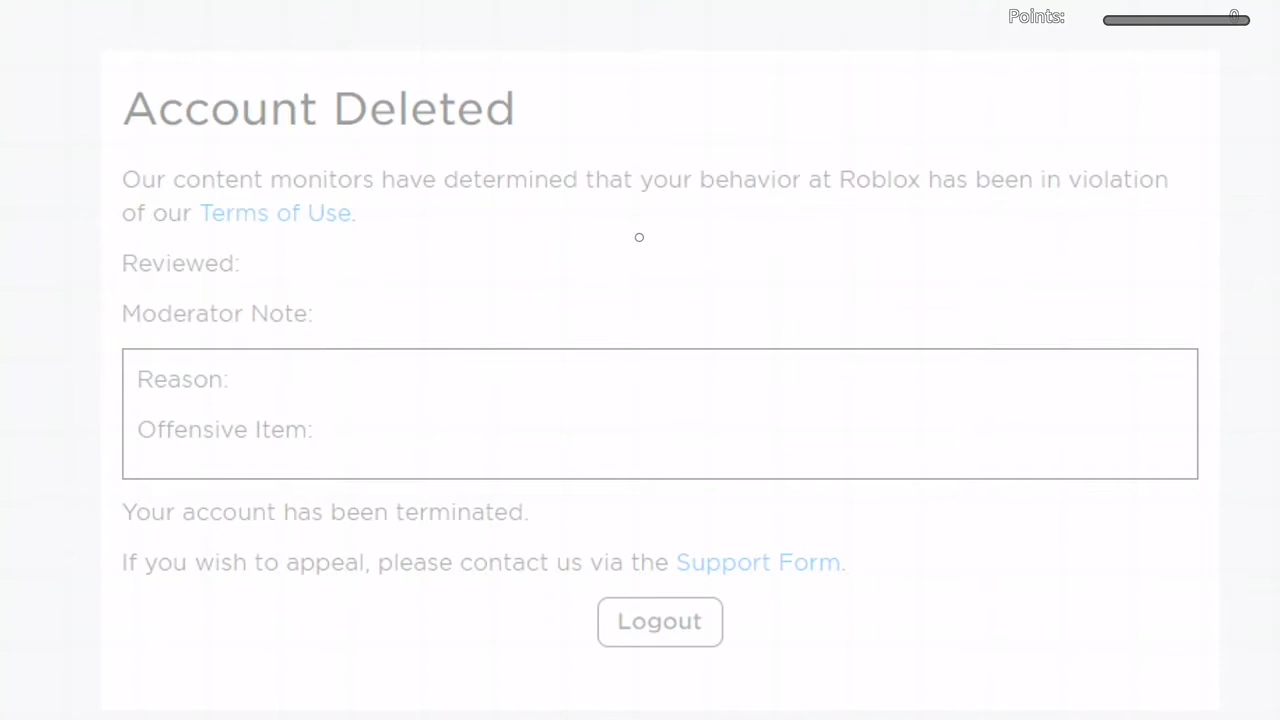 Points: 0
Account Deleted
Our content monitors have determined that your behavior at Roblox has been in violation
of our Terms of Use.
Reviewed:
Moderator Note:
Reason:
Offensive Item:
Your account has been terminated.
If you wish to appeal, please contact us via the Support Form.
Logout